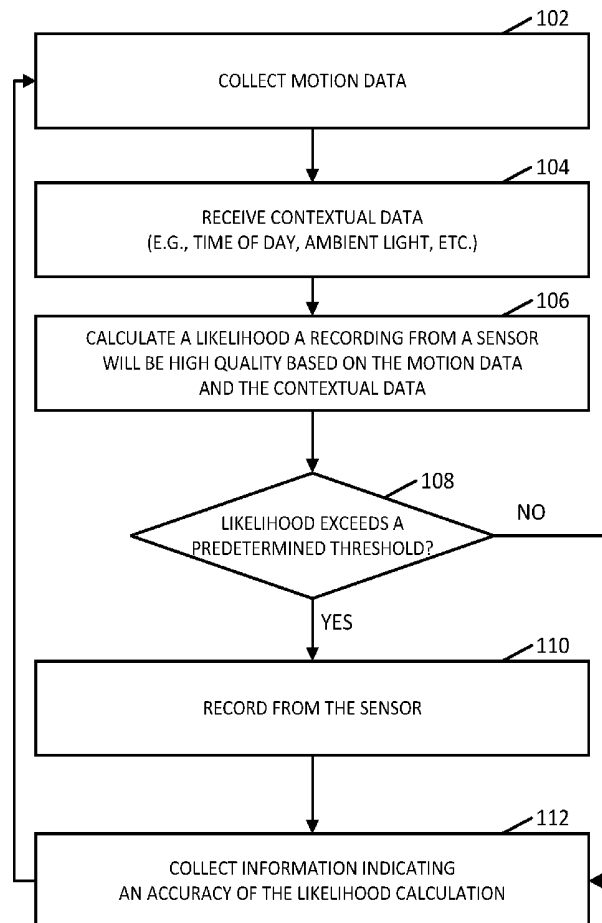 102
COLLECT MOTION DATA
104
RECEIVE CONTEXTUAL DATA
(E.G., TIME OF DAY, AMBIENT LIGHT, ETC.)
106
CALCULATE A LIKELIHOOD A RECORDING FROM A SENSOR
WILL BE HIGH QUALITY BASED ON THE MOTION DATA
AND THE CONTEXTUAL DATA
108
LIKELIHOOD EXCEEDS A
PREDETERMINED THRESHOLD?
NO
YES
110
RECORD FROM THE SENSOR
112
COLLECT INFORMATION INDICATING
AN ACCURACY OF THE LIKELIHOOD CALCULATION